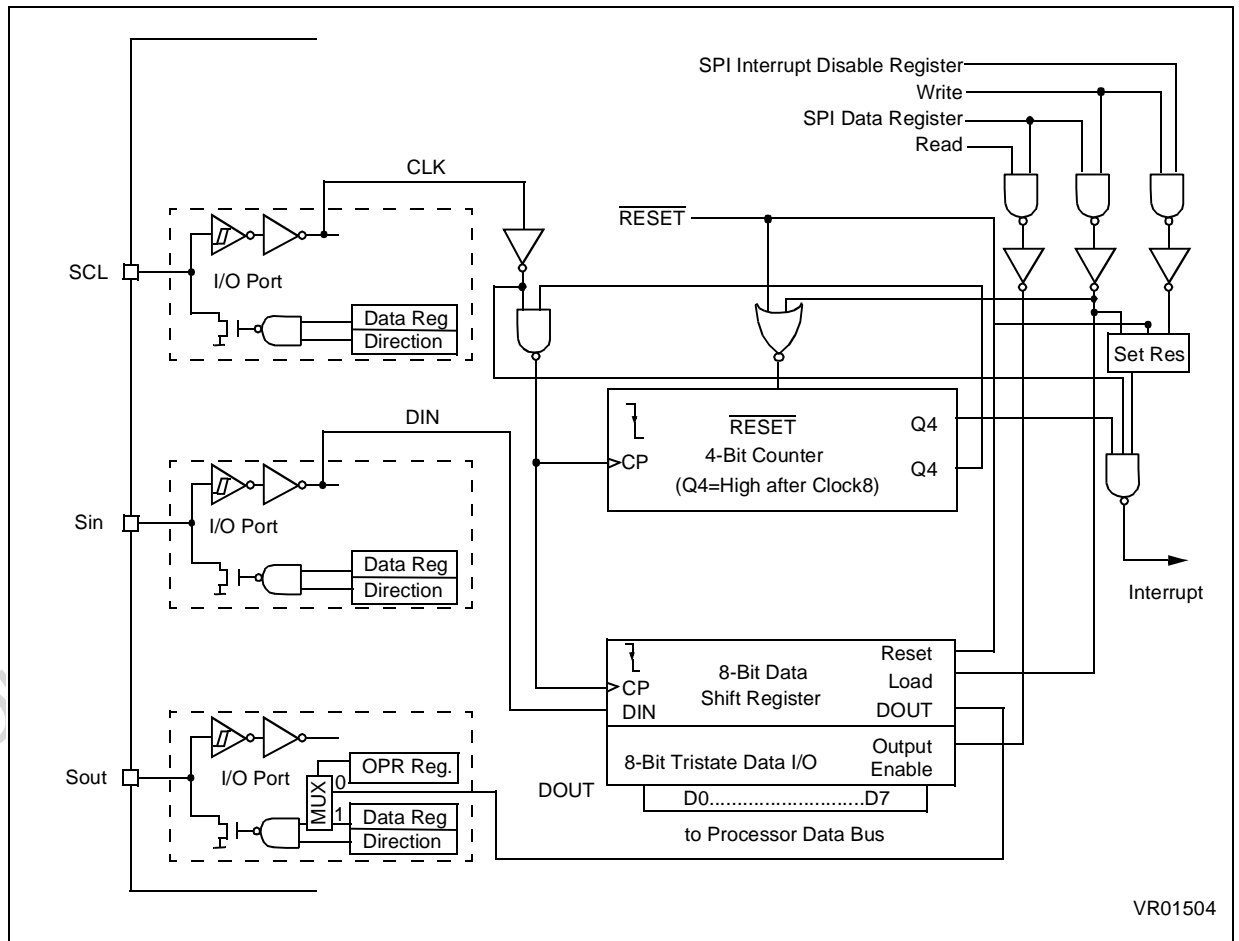 SPI Interrupt Disable Register
Write
SPI Data Register
Read
CLK
RESET
SCL
I/O Port
Data Reg
Direction
Set Res
DIN
RESET
Q4
CP
4-Bit Counter
Q4
(Q4=High after Clock8)
Sin
I/O Port
Data Reg
Direction
Interrupt
Reset
8-Bit Data
CP
Shift Register
Load
DIN
DOUT
Sout
I/O Port
OPR Reg.
MUX
0
1
Data Reg
Direction
DOUT
8-Bit Tristate Data I/O
Output
Enable
D0...........................D7
to Processor Data Bus
VR01504